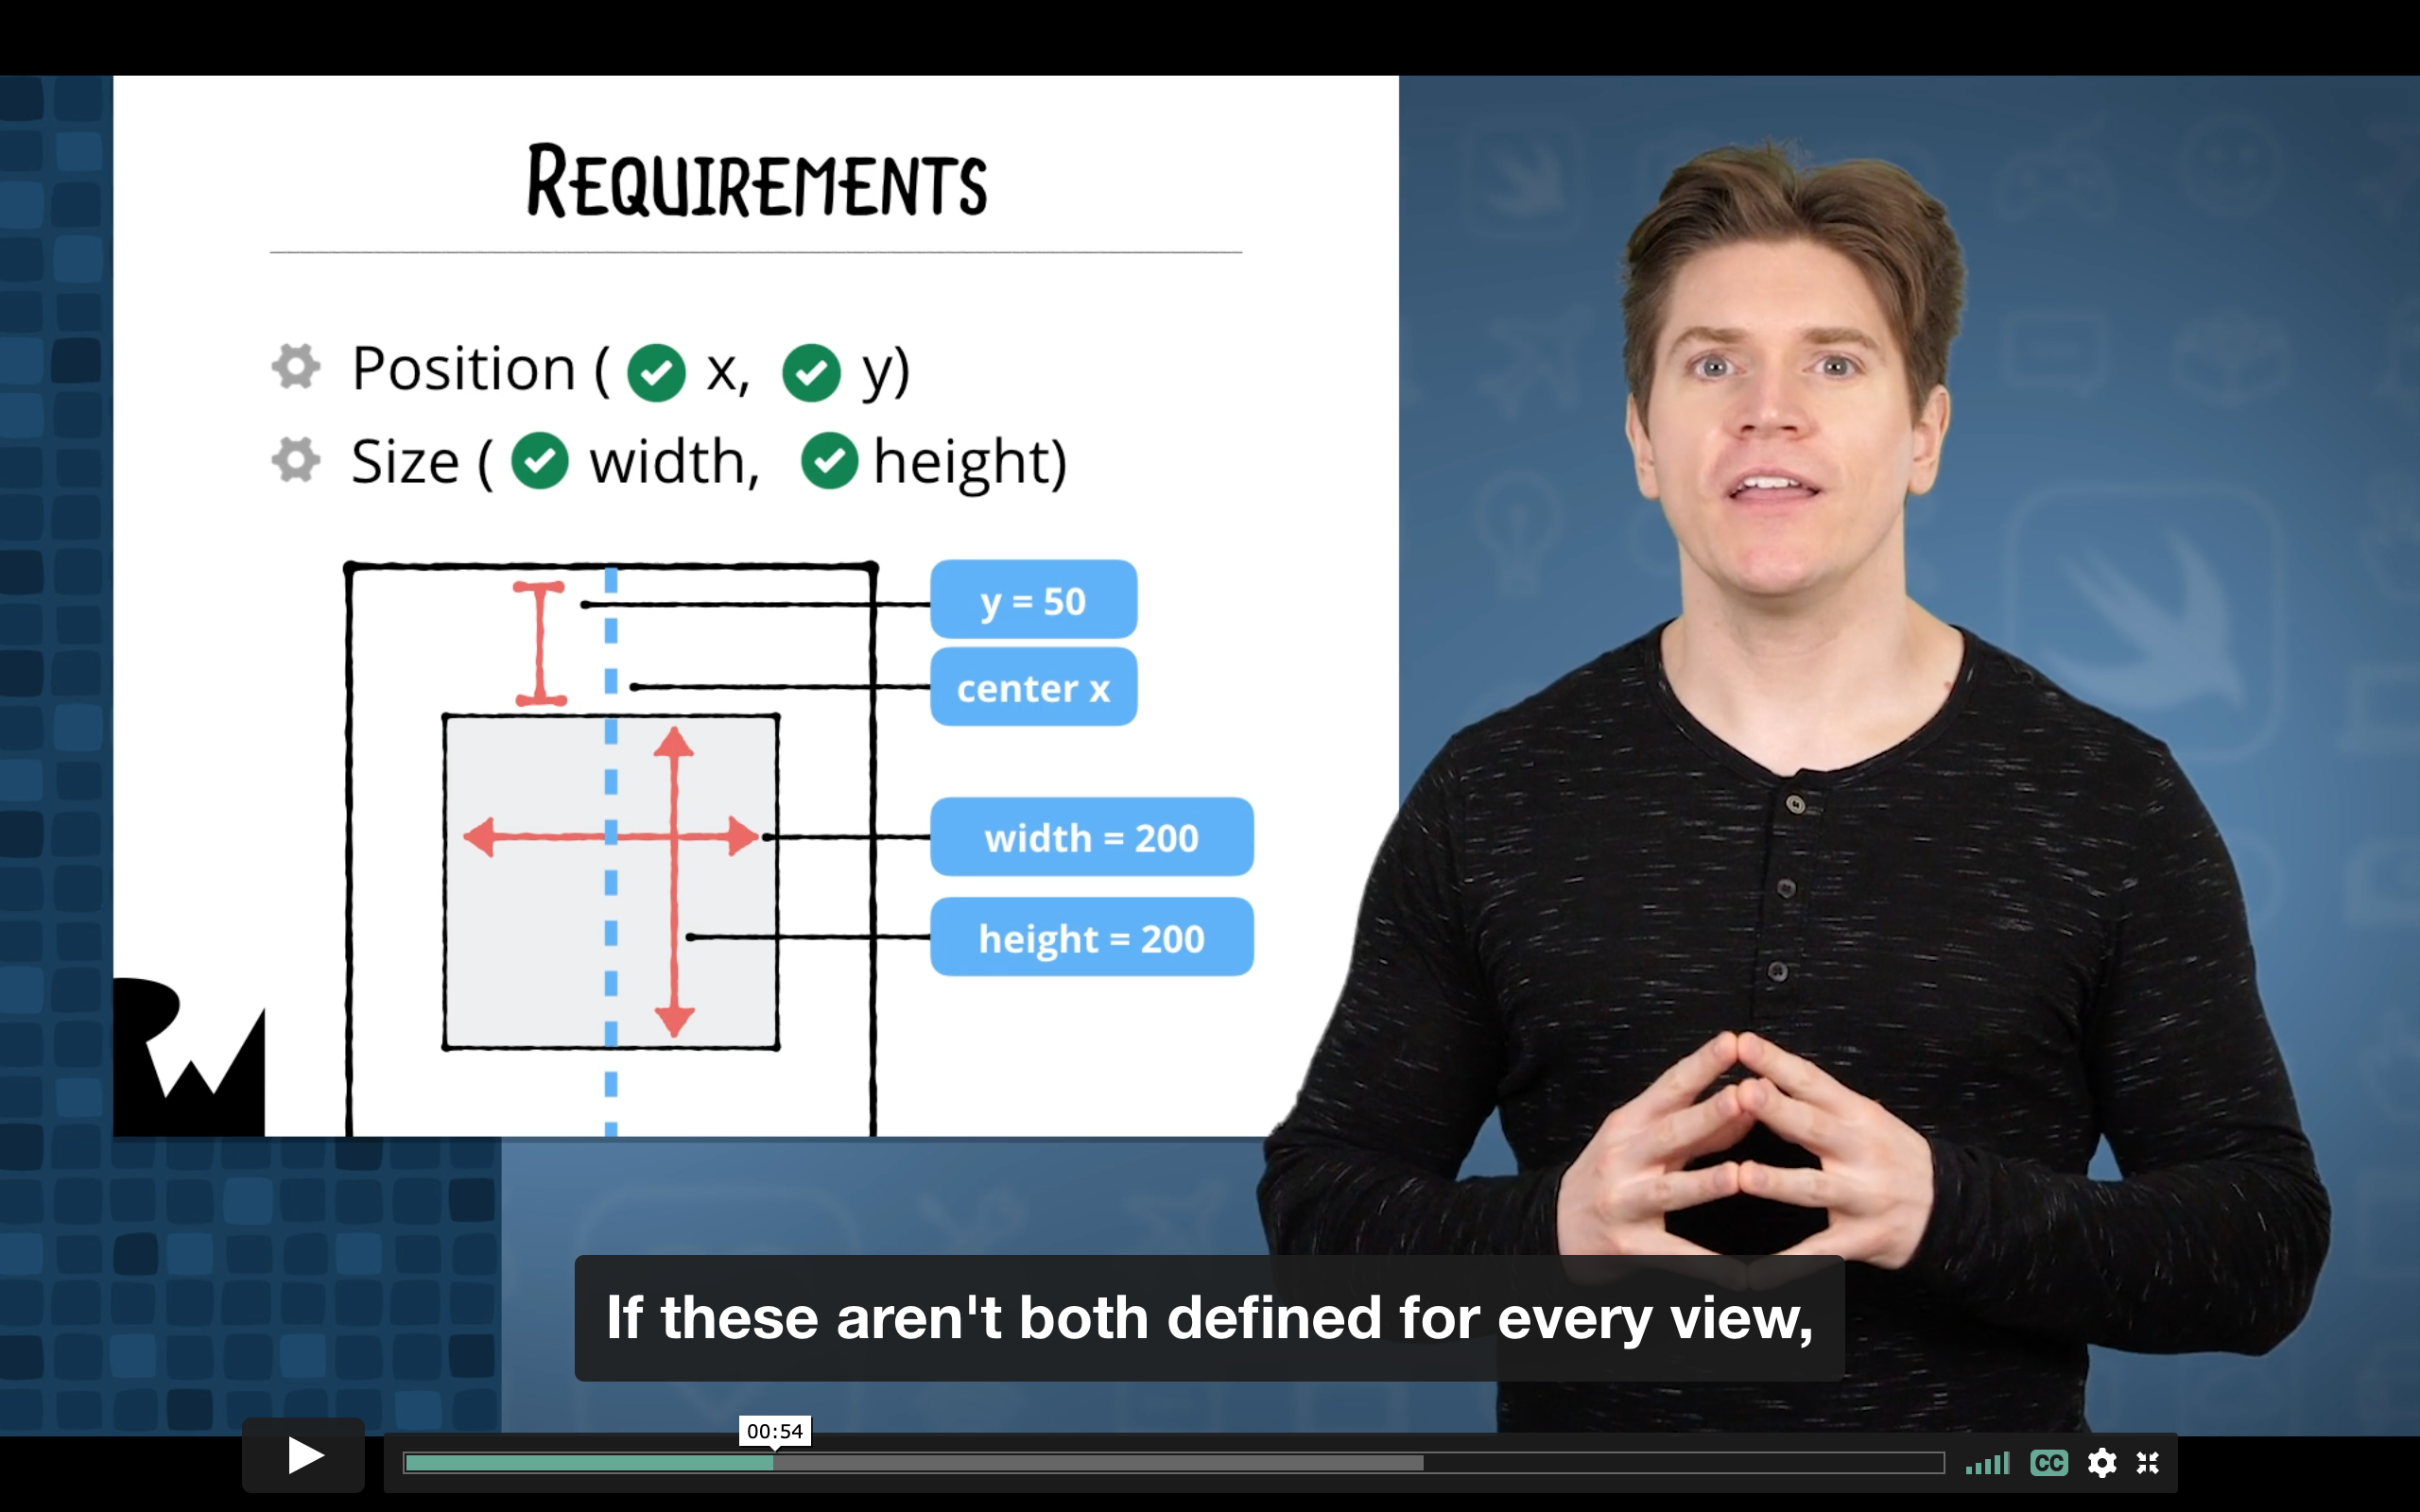 REQUIREMENTS
Position ( x, y)
Size ( width, height)
y = 50
center x
width = 200
height = 200
RW
If these aren't both defined for every view,
00:54
CC